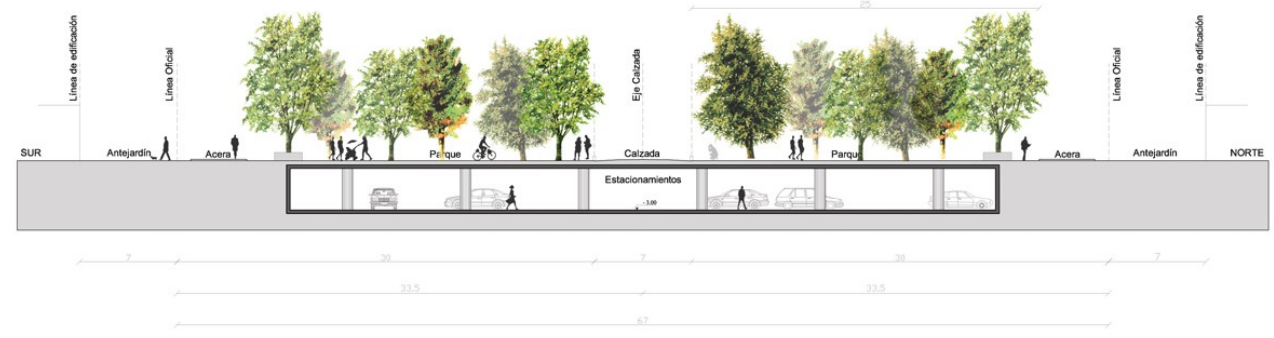 25
Línea de edificación
Línea Oficial
Eje Calzada
Línea Oficial
Línea de edificación
SUR
Antejardín
Acera
Parque
Calzada
Parqu
Acera
Antejardín
NORTE
Estacionamientos
- 3.00
7
30
7
30
7
33.5
33.5
67